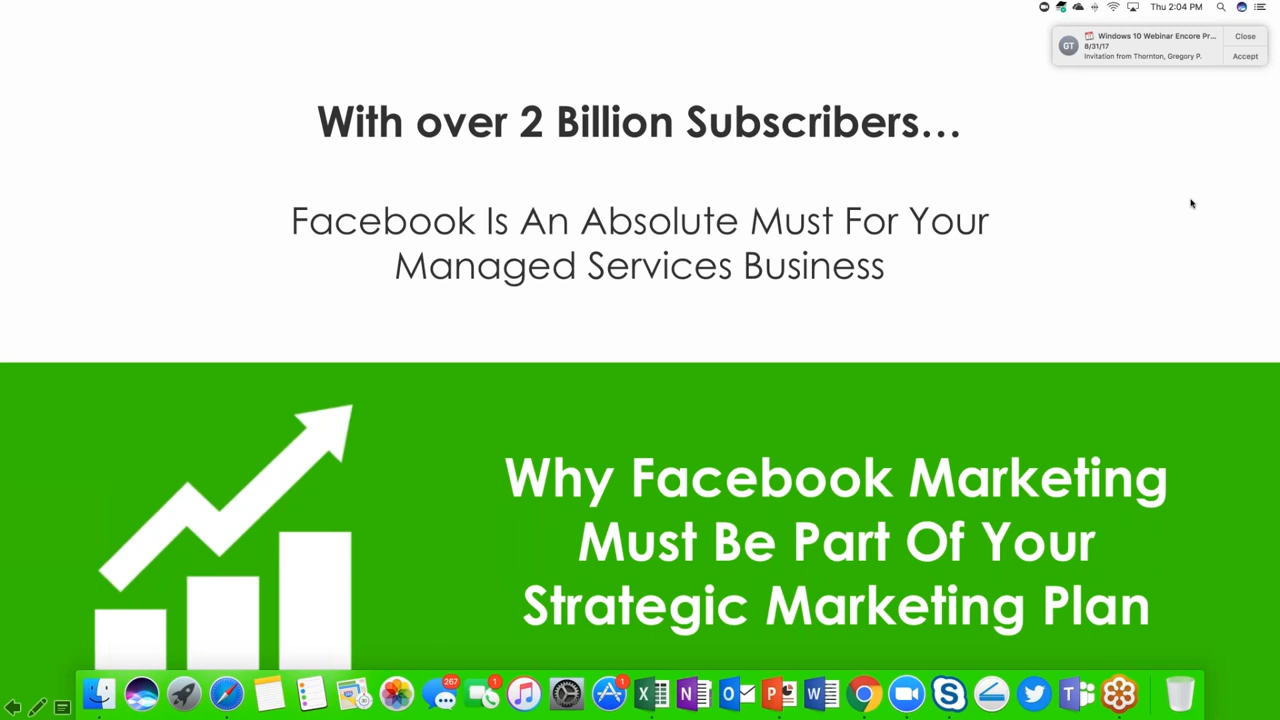 Thu 2:04 PM
GT
Windows 10 Webinar Encore Pr...
8/31/17
Invitation from Thornton, Gregory P.
Close
Accept
With over 2 Billion Subscribers...
Facebook Is An Absolute Must For Your
Managed Services Business
Why Facebook Marketing
Must Be Part Of Your
Strategic Marketing Plan
267
1
1